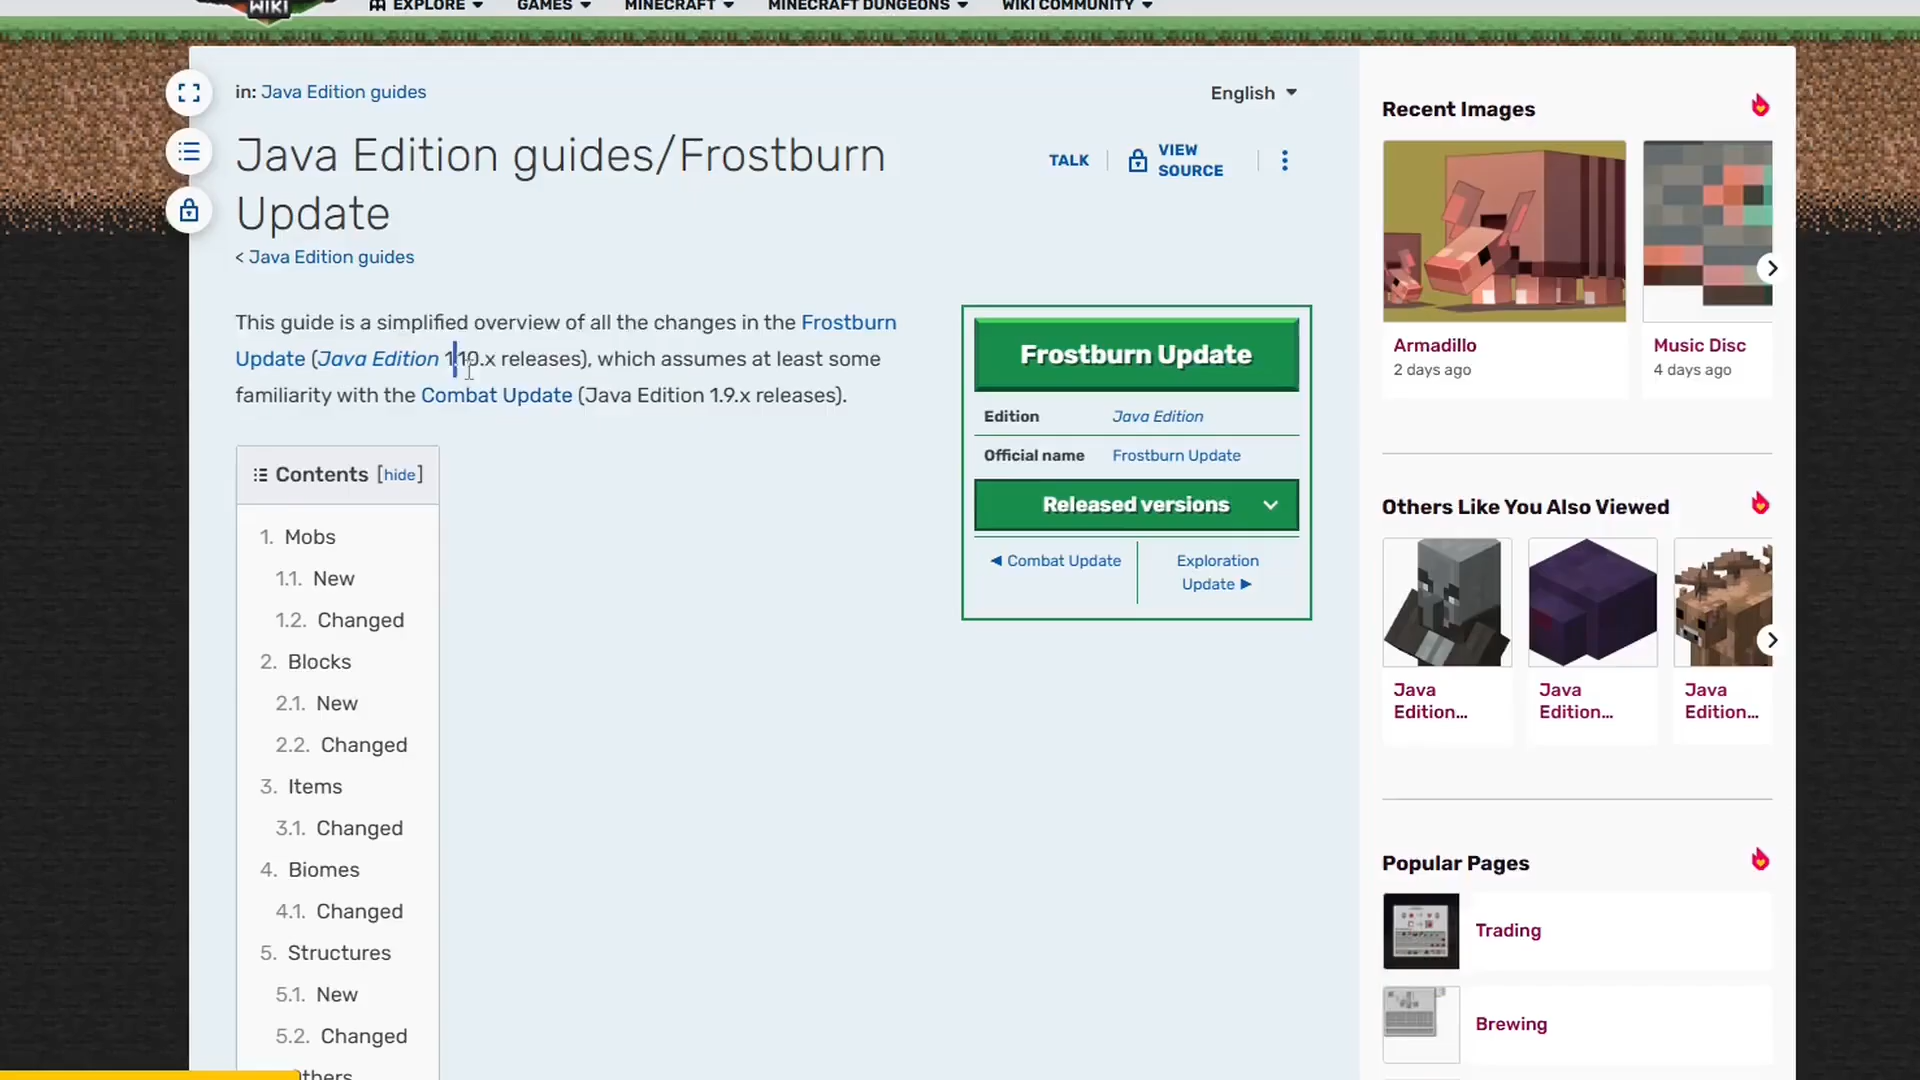 WIKI
EXPLORE
GAMES
MINECRAFT
MINECRAFT DUNGEONS
WIKI COMMUNITY
in: Java Edition guides
English
Java Edition guides/Frostburn
Update
TALK
VIEW
SOURCE
< Java Edition guides
This guide is a simplified overview of all the changes in the Frostburn
Update (Java Edition 1.10.x releases), which assumes at least some
familiarity with the Combat Update (Java Edition 1.9.x releases).
Contents [hide]
1. Mobs
1.1. New
1.2. Changed
2. Blocks
2.1. New
2.2. Changed
3. Items
3.1. Changed
4. Biomes
4.1. Changed
5. Structures
5.1. New
5.2. Changed
Frostburn Update
Edition Java Edition
Official name Frostburn Update
Released versions
◄ Combat Update
Exploration
Update ►
Recent Images
Armadillo
2 days ago
Music Disc
4 days ago
Others Like You Also Viewed
Java
Edition...
Java
Edition...
Java
Edition...
Popular Pages
Trading
Brewing